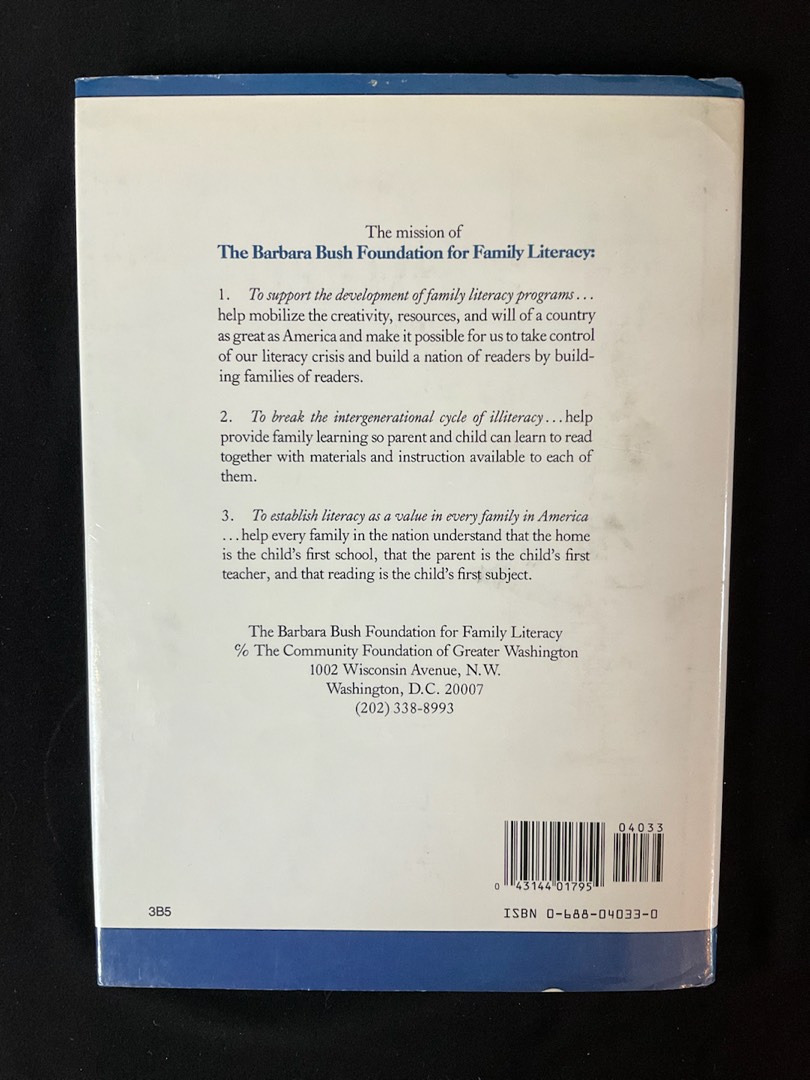 The mission of
The Barbara Bush Foundation for Family Literacy:
1. To support the development of family literacy programs...
help mobilize the creativity, resources, and will of a country
as great as America and make it possible for us to take control
of our literacy crisis and build a nation of readers by build-
ing families of readers.
2. To break the intergenerational cycle of illiteracy...help
provide family learning so parent and child can learn to read
together with materials and instruction available to each of
them.
3. To establish literacy as a value in every family in America
...help every family in the nation understand that the home
is the child's first school, that the parent is the child's first
teacher, and that reading is the child's first subject.
The Barbara Bush Foundation for Family Literacy
℅ The Community Foundation of Greater Washington
1002 Wisconsin Avenue, N.W.
Washington, D.C. 20007
(202) 338-8993
04033
0 43144 01795
3B5
ISBN 0-688-04033-0